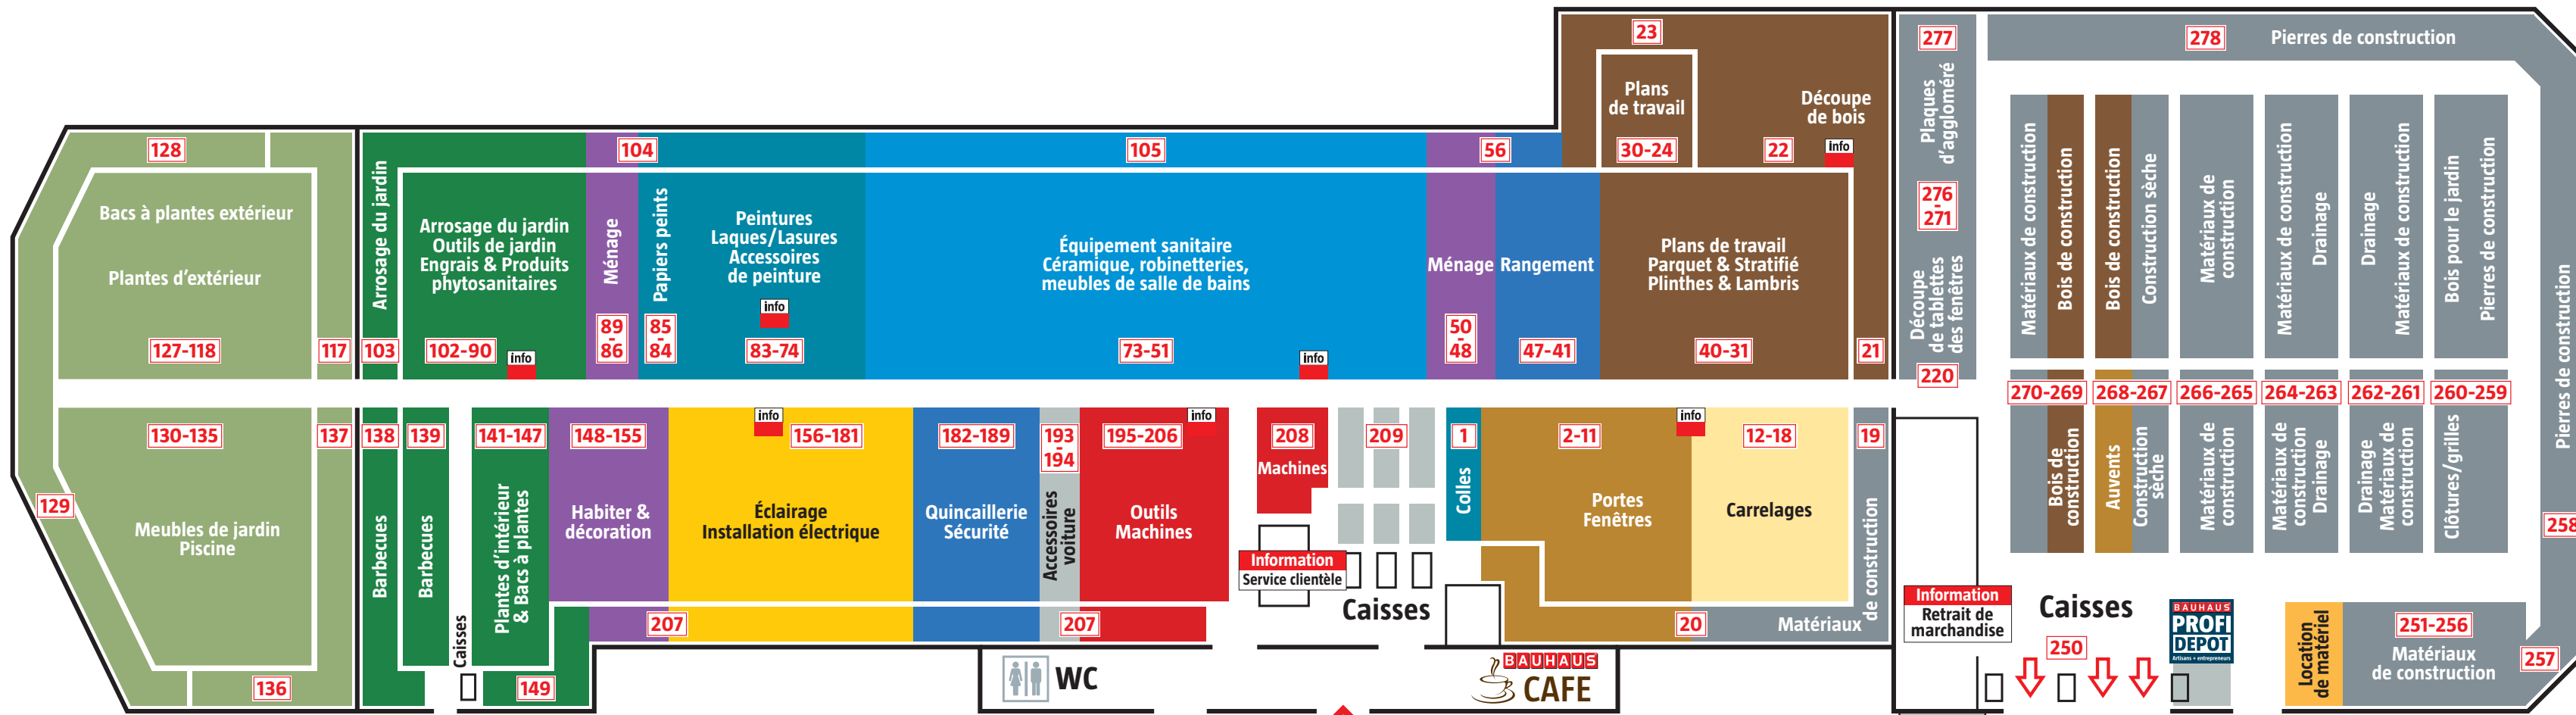 128
Bacs à plantes extérieur
Plantes d’extérieur
127-118
117
130-135
137
129
Meubles de jardin
Piscine
136
Arrosage du jardin
103
Arrosage du jardin
Outils de jardin
Engrais & Produits
phytosanitaires
102-90
info
104
Ménage
89
-
86
Papiers peints
85
-
84
Peintures
Laques/Lasures
Accessoires
de peinture
info
83-74
105
Équipement sanitaire
Céramique, robinetteries,
meubles de salle de bains
73-51
info
56
Ménage
50
-
48
Rangement
47-41
23
Plans
de travail
30-24
22
Découpe
de bois
info
Plans de travail
Parquet & Stratifié
Plinthes & Lambris
40-31
21
138
Barbecues
139
Barbecues
Caisses
141-147
Plantes d’intérieur
& Bacs à plantes
149
148-155
Habiter &
décoration
207
info
156-181
Éclairage
Installation électrique
182-189
Quincaillerie
Sécurité
193
-
194
Accessoires
voiture
195-206
info
Outils
Machines
207
208
Machines
Information
Service clientèle
209
Caisses
1
Colles
2-11
Portes
Fenêtres
info
12-18
Carrelages
19
20
Matériaux
de construction
WC
BAUHAUS
CAFE
277
Plaques
d’aggloméré
276
-
271
Découpe
de tablettes
des fenêtres
220
278
Pierres de construction
Matériaux de construction
Bois de construction
Bois de construction
Construction sèche
Matériaux de
construction
Matériaux de construction
Drainage
Drainage
Matériaux de construction
Bois pour le jardin
Pierres de construction
Pierres de construction
270-269
268-267
266-265
264-263
262-261
260-259
Bois de
construction
Auvents
Construction
sèche
Matériaux de
construction
Matériaux de
construction
Drainage
Drainage
Matériaux de
construction
Clôtures/grilles
258
Information
Retrait de
marchandise
Caisses
250
BAUHAUS
PROFI
DEPOT
Artisans + entrepreneurs
Location
de matériel
251-256
Matériaux
de construction
257